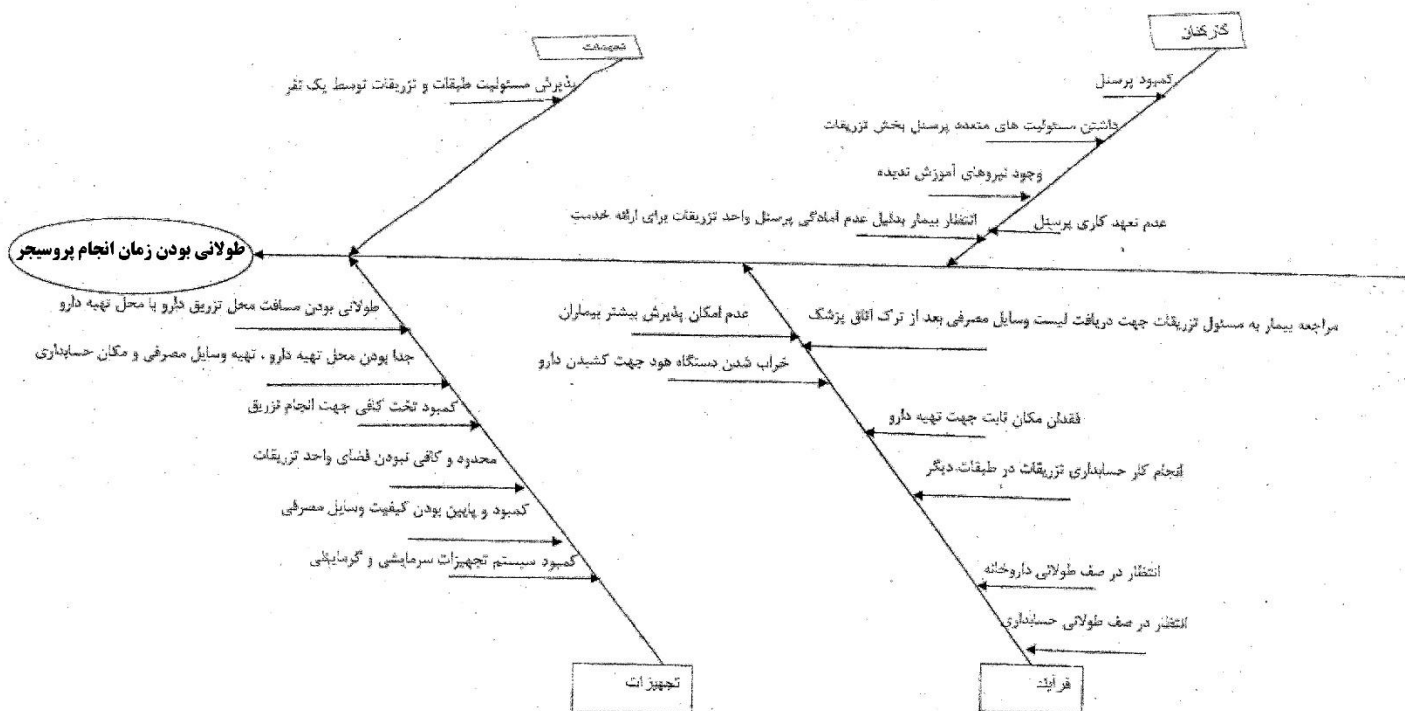 کارکنان
کمبود پرسنل
داشتن مسئولیت های متعدد پرسنل بخش تزریقات
وجود نیروهای آموزش ندیده
عدم تعهد کاری پرسنل
انتظار بیمار بدلیل عدم آمادگی پرسنل واحد تزریقات برای ارائه خدمت
پذیرش مسئولیت طبقات و تزریقات توسط یک نفر
طولانی بودن زمان انجام پروسیجر
مراجعه بیمار به مسئول تزریقات جهت دریافت لیست وسایل مصرفی بعد از ترک اتاق پزشک
عدم امکان پذیرش بیشتر بیماران
خراب شدن دستگاه هود جهت کشیدن دارو
فقدان مکان ثابت جهت تهیه دارو
انجام کار حسابداری تزریقات در طبقات دیگر
انتظار در صف طولانی داروخانه
انتظار در صف طولانی حسابداری
فرآیند
طولانی بودن مسافت محل تزریق دارو با محل تهیه دارو
جدا بودن محل تهیه دارو ، تهیه وسایل مصرفی و مکان حسابداری
کمبود تخت کافی جهت انجام تزریق
محدود و کافی نبودن فضای واحد تزریقات
کمبود و پایین بودن کیفیت وسایل مصرفی
کمبود سیستم تجهیزات سرمایشی و گرمایشی
تجهیزات